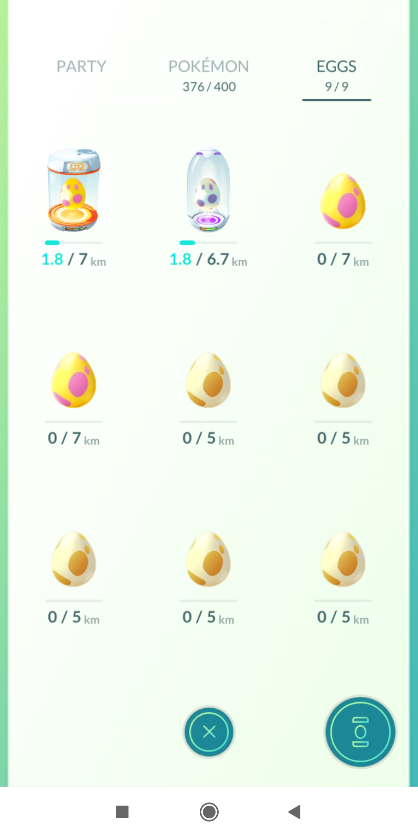 PARTY POKÉMON EGGS
376 / 400 9 / 9
1.8 / 7 km 1.8 / 6.7 km 0 / 7 km
0 / 7 km 0 / 5 km 0 / 5 km
0 / 5 km 0 / 5 km 0 / 5 km